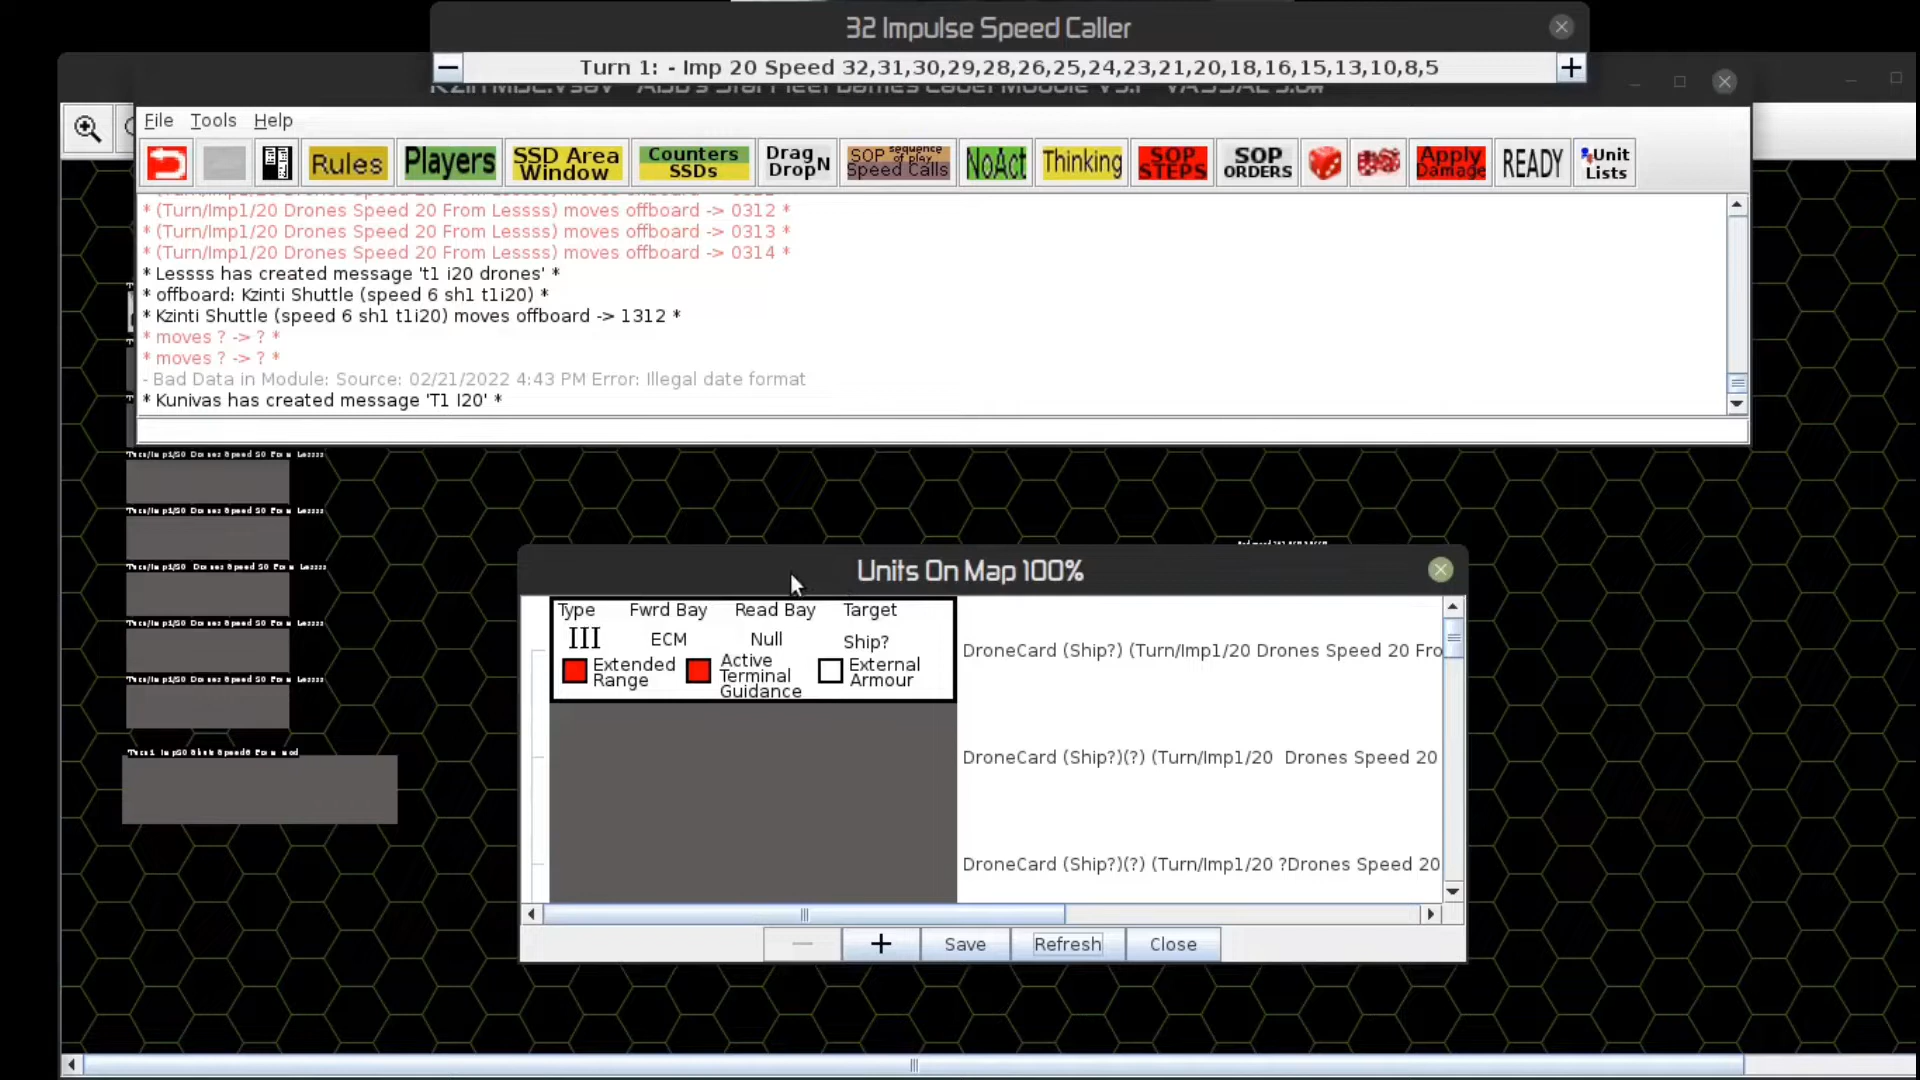 32 Impulse Speed Caller
Turn 1: - Imp 20 Speed 32,31,30,29,28,26,25,24,23,21,20,18,16,15,13,10,8,5
File Tools Help
Rules
Players
SSD Area
Window
Counters
SSDs
Drag N
Drop
SOP sequence of play
Speed Calls
NoAct
Thinking
SOP
STEPS
SOP
ORDERS
Apply
Damage
READY
Unit
Lists
* (Turn/Imp1/20 Drones Speed 20 From Lessss) moves offboard -> 0312 *
* (Turn/Imp1/20 Drones Speed 20 From Lessss) moves offboard -> 0313 *
* (Turn/Imp1/20 Drones Speed 20 From Lessss) moves offboard -> 0314 *
* Lessss has created message 't1 i20 drones' *
* offboard: Kzinti Shuttle (speed 6 sh1 t1i20) *
* Kzinti Shuttle (speed 6 sh1 t1i20) moves offboard -> 1312 *
* moves ? -> ? *
* moves ? -> ? *
- Bad Data in Module: Source: 02/21/2022 4:43 PM Error: Illegal date format
* Kunivas has created message 'T1 I20' *
Units On Map 100%
Type Fwrd Bay Read Bay Target
III ECM Null Ship?
Extended
Range
Active
Terminal
Guidance
External
Armour
DroneCard (Ship?) (Turn/Imp1/20 Drones Speed 20 Fro
DroneCard (Ship?)(?) (Turn/Imp1/20 Drones Speed 20
DroneCard (Ship?)(?) (Turn/Imp1/20 ?Drones Speed 20
Save
Refresh
Close